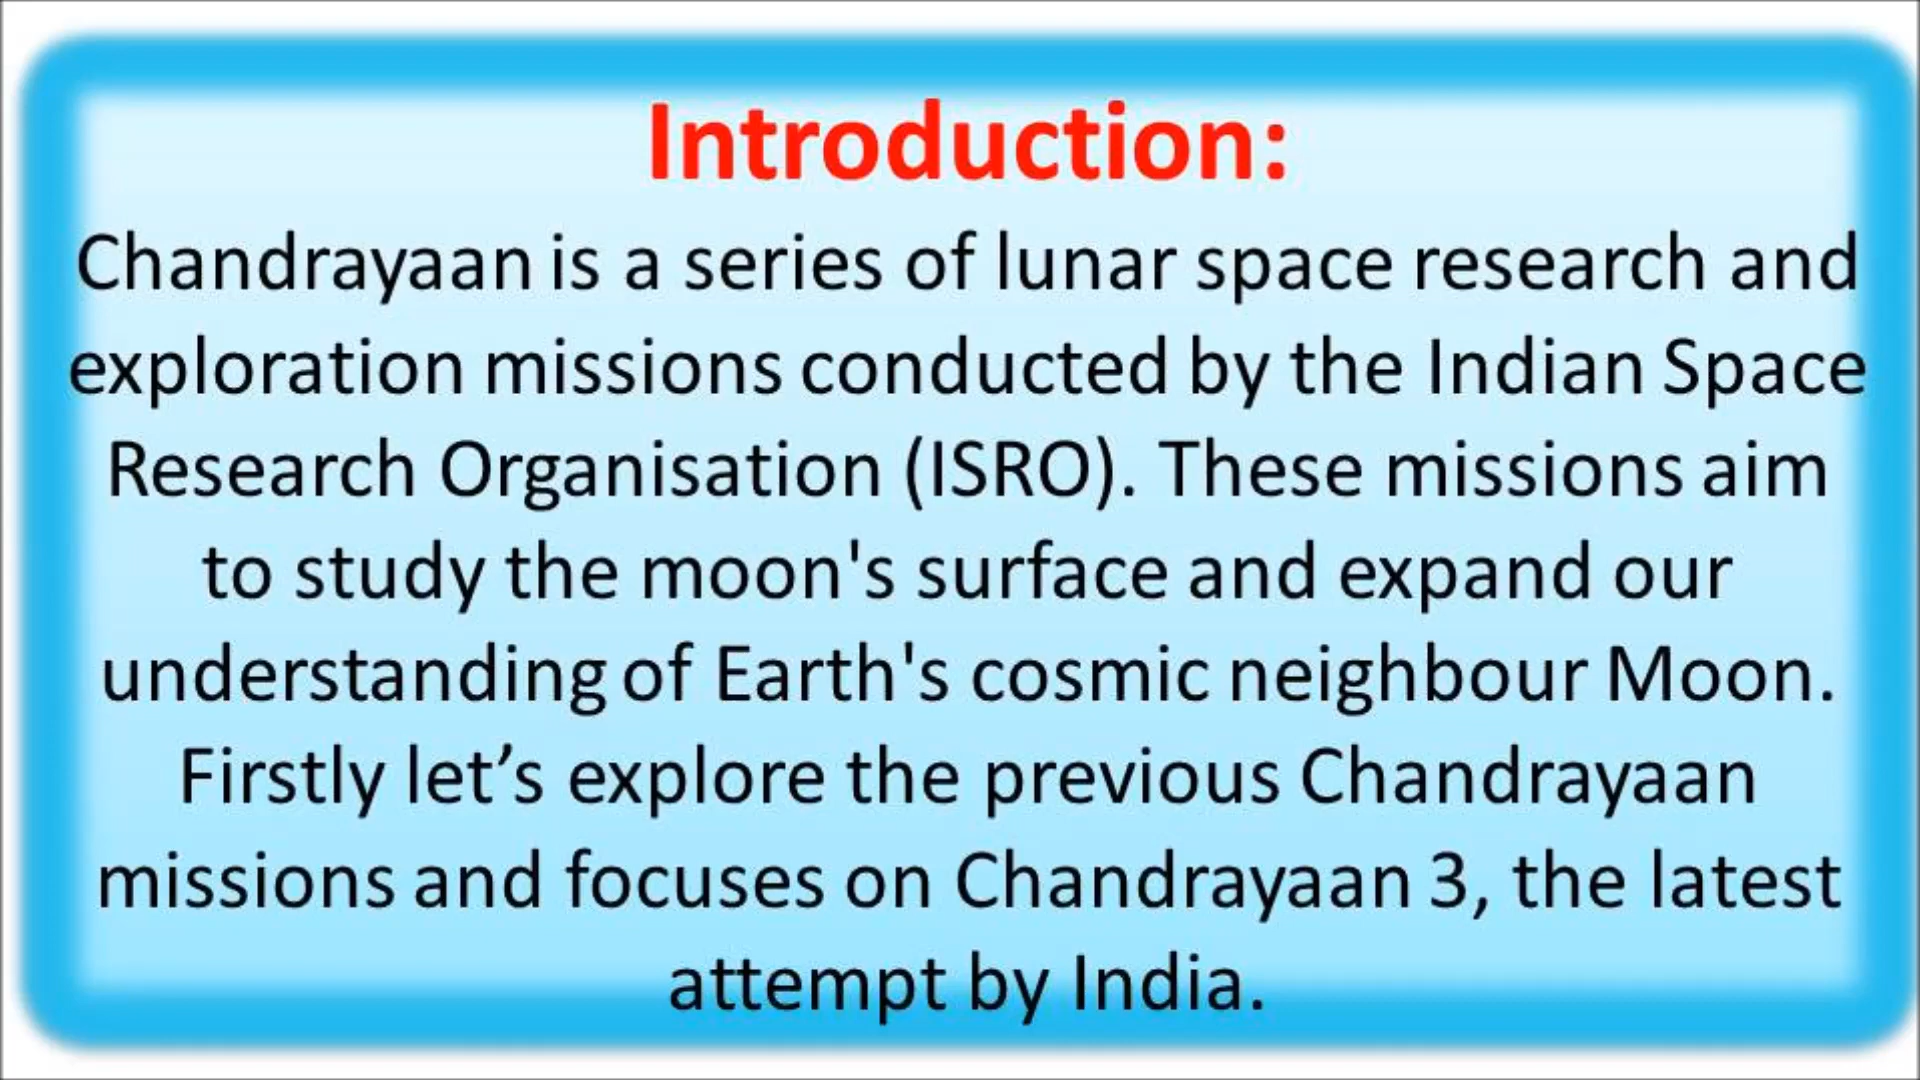 Introduction:
Chandrayaan is a series of lunar space research and
exploration missions conducted by the Indian Space
Research Organisation (ISRO). These missions aim
to study the moon's surface and expand our
understanding of Earth's cosmic neighbour Moon.
Firstly let’s explore the previous Chandrayaan
missions and focuses on Chandrayaan 3, the latest
attempt by India.